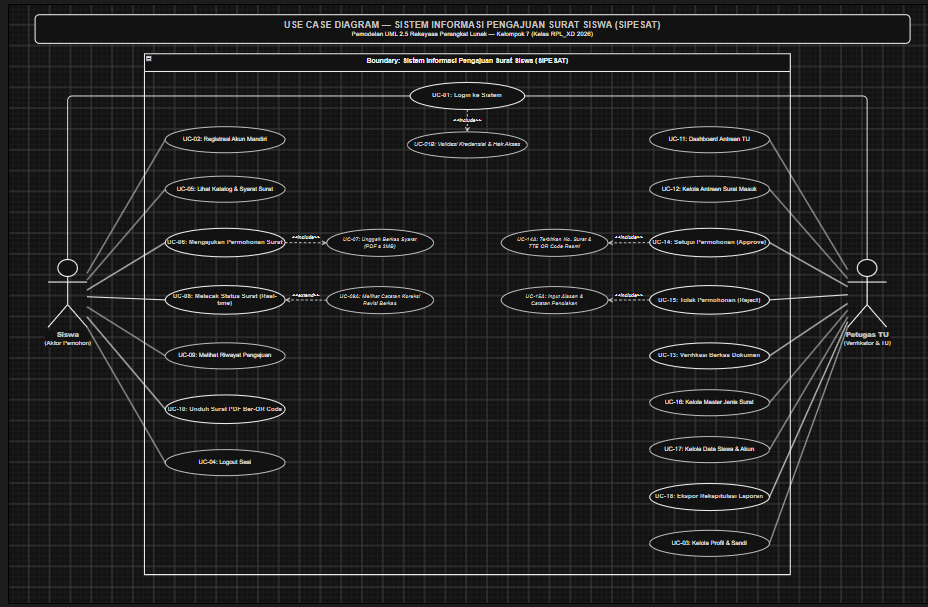 USE CASE DIAGRAM — SISTEM INFORMASI PENGAJUAN SURAT SISWA (SIPESAT)
Pemodelan UML 2.5 Rekayasa Perangkat Lunak — Kelompok 7 (Kelas RPL_XD 2026)
Boundary: Sistem Informasi Pengajuan Surat Siswa (SIPESAT)
UC-01: Login ke Sistem
<<include>>
UC-01B: Validasi Kredensial & Hak Akses
UC-02: Registrasi Akun Mandiri
UC-05: Lihat Katalog & Syarat Surat
UC-06: Mengajukan Permohonan Surat
<<include>>
UC-07: Unggah Berkas Syarat
(PDF ≤ 2MB)
UC-08: Melacak Status Surat (Real-
time)
<<extend>>
UC-08A: Melihat Catatan Koreksi
Revisi Berkas
UC-09: Melihat Riwayat Pengajuan
UC-10: Unduh Surat PDF Ber-QR Code
UC-04: Logout Sesi
Siswa
(Aktor Pemohon)
UC-11: Dashboard Antrean TU
UC-12: Kelola Antrean Surat Masuk
UC-14: Setujui Permohonan (Approve)
<<include>>
UC-14A: Terbitkan No. Surat &
TTE QR Code Resmi
UC-15: Tolak Permohonan (Reject)
<<include>>
UC-15A: Input Alasan &
Catatan Penolakan
UC-13: Verifikasi Berkas Dokumen
UC-16: Kelola Master Jenis Surat
UC-17: Kelola Data Siswa & Akun
UC-18: Ekspor Rekapitulasi Laporan
UC-03: Kelola Profil & Sandi
Petugas TU
(Verifikator & TU)